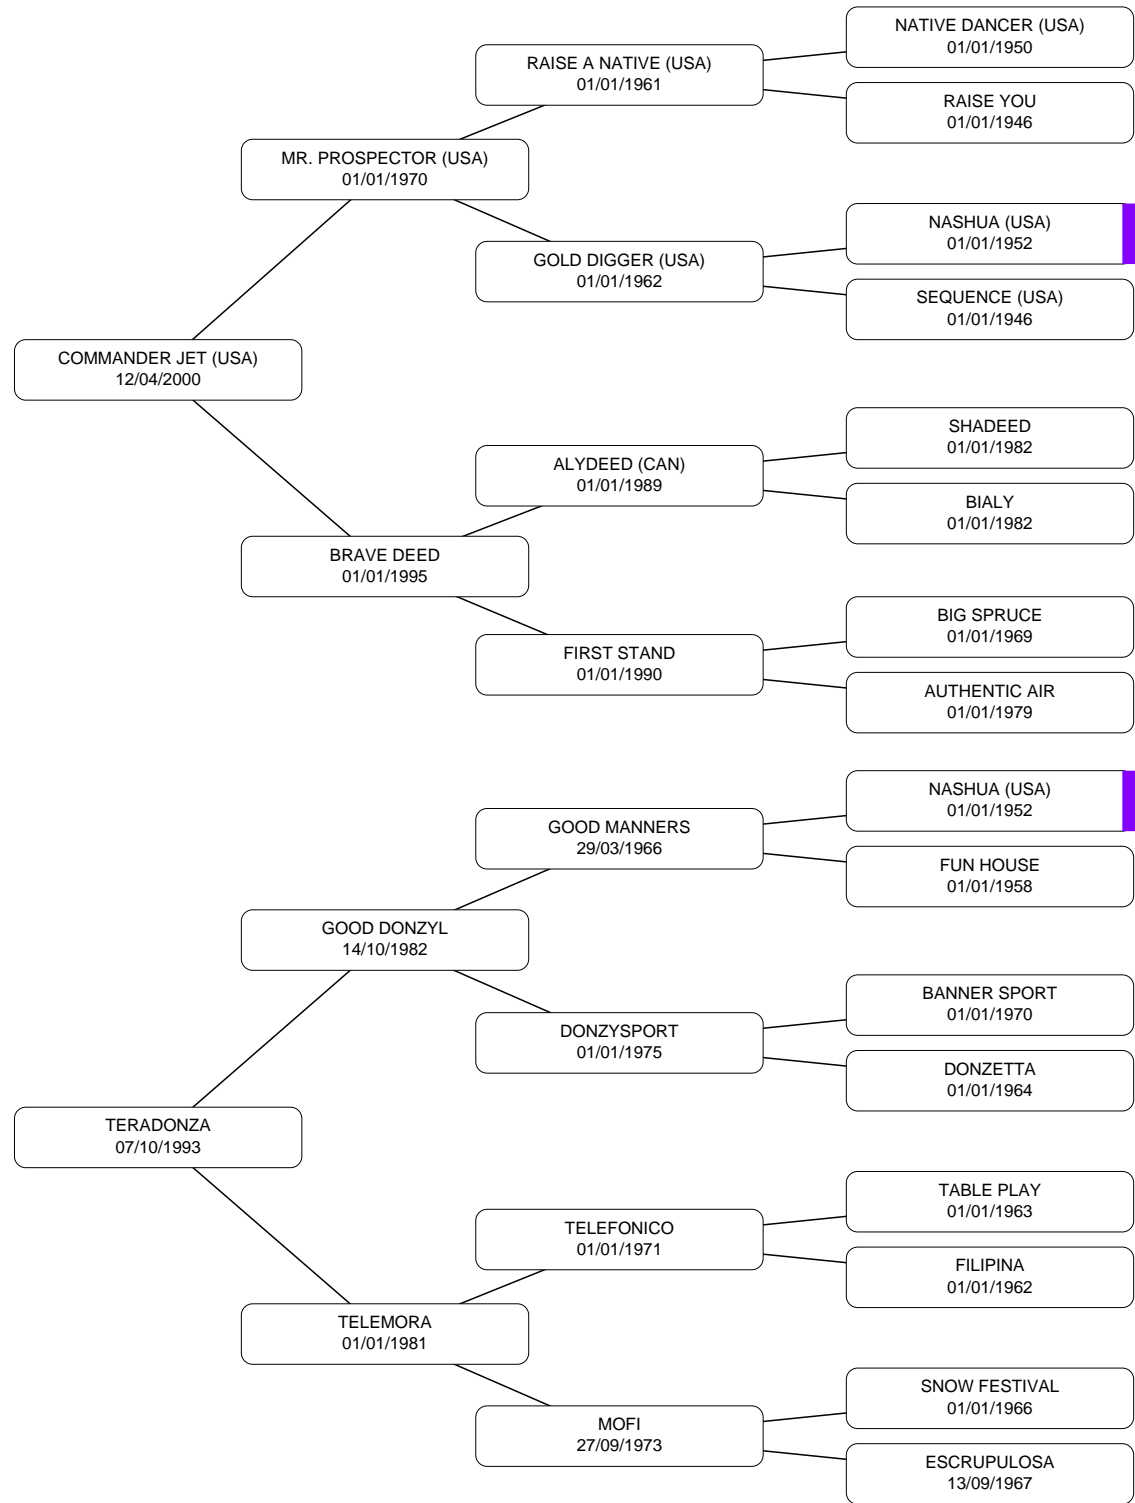 NATIVE DANCER (USA)
01/01/1950
RAISE A NATIVE (USA)
01/01/1961
RAISE YOU
01/01/1946
MR. PROSPECTOR (USA)
01/01/1970
NASHUA (USA)
01/01/1952
GOLD DIGGER (USA)
01/01/1962
SEQUENCE (USA)
01/01/1946
COMMANDER JET (USA)
12/04/2000
SHADEED
01/01/1982
ALYDEED (CAN)
01/01/1989
BIALY
01/01/1982
BRAVE DEED
01/01/1995
BIG SPRUCE
01/01/1969
FIRST STAND
01/01/1990
AUTHENTIC AIR
01/01/1979
NASHUA (USA)
01/01/1952
GOOD MANNERS
29/03/1966
FUN HOUSE
01/01/1958
GOOD DONZYL
14/10/1982
BANNER SPORT
01/01/1970
DONZYSPORT
01/01/1975
DONZETTA
01/01/1964
TERADONZA
07/10/1993
TABLE PLAY
01/01/1963
TELEFONICO
01/01/1971
FILIPINA
01/01/1962
TELEMORA
01/01/1981
SNOW FESTIVAL
01/01/1966
MOFI
27/09/1973
ESCRUPULOSA
13/09/1967